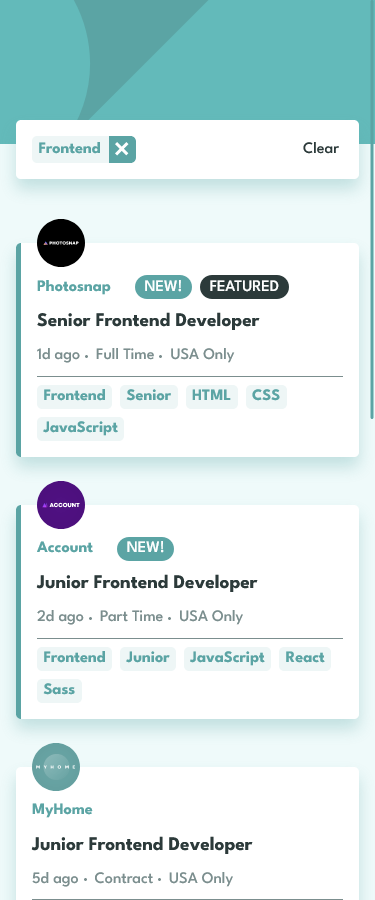 Frontend Clear
PHOTOSNAP
Photosnap NEW! FEATURED
Senior Frontend Developer
1d ago · Full Time · USA Only
Frontend Senior HTML CSS
JavaScript
ACCOUNT
Account NEW!
Junior Frontend Developer
2d ago · Part Time · USA Only
Frontend Junior JavaScript React
Sass
MYHOME
MyHome
Junior Frontend Developer
5d ago · Contract · USA Only